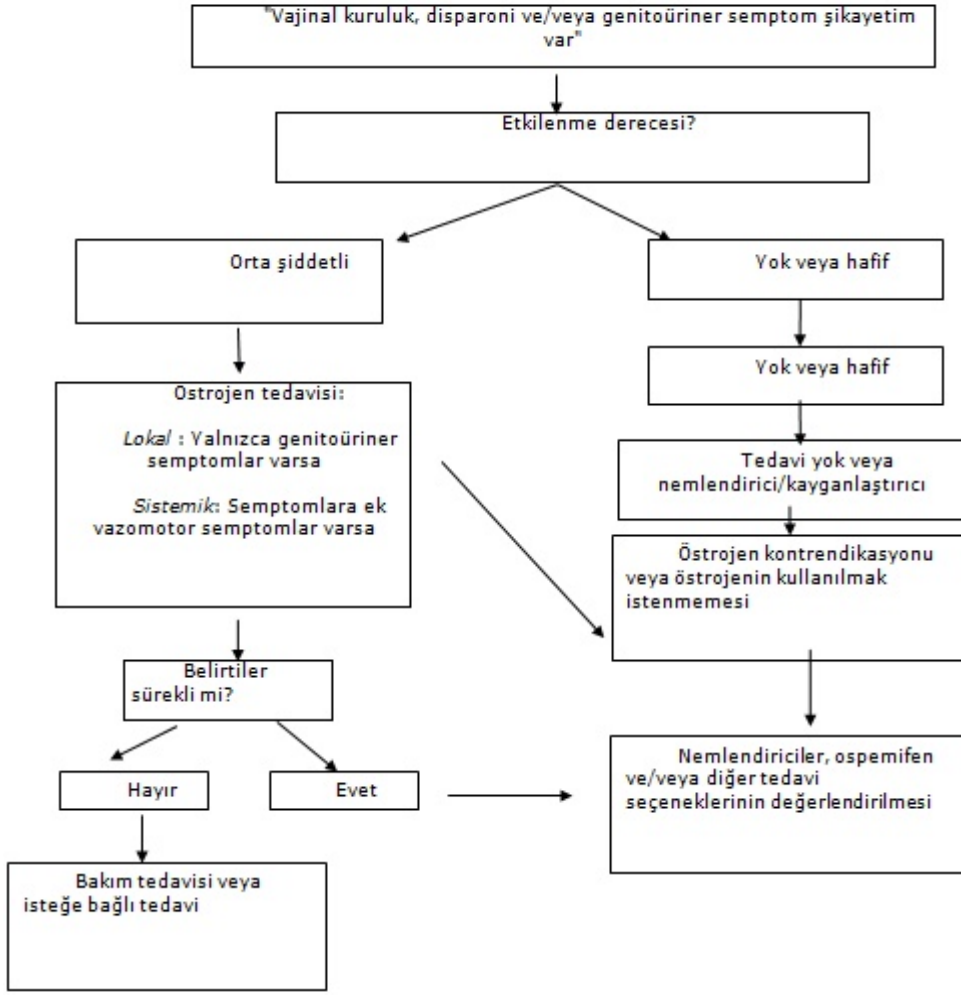 "Vajinal kuruluk, disparoni ve/veya genitoüriner semptom şikayetim
var"
Etkilenme derecesi?
Orta şiddetli
Yok veya hafif
Yok veya hafif
Ostrojen tedavisi:
Lokal : Yalnızca genitoüriner
semptomlar varsa
Sistemik: Semptomlara ek
vazomotor semptomlar varsa
Tedavi yok veya
nemlendirici/kayganlaştırıcı
Östrojen kontrendikasyonu
veya östrojenin kullanılmak
istenmemesi
Belirtiler
sürekli mi?
Hayır
Evet
Nemlendiriciler, ospemifen
ve/veya diğer tedavi
seçeneklerinin değerlendirilmesi
Bakım tedavisi veya
isteğe bağlı tedavi